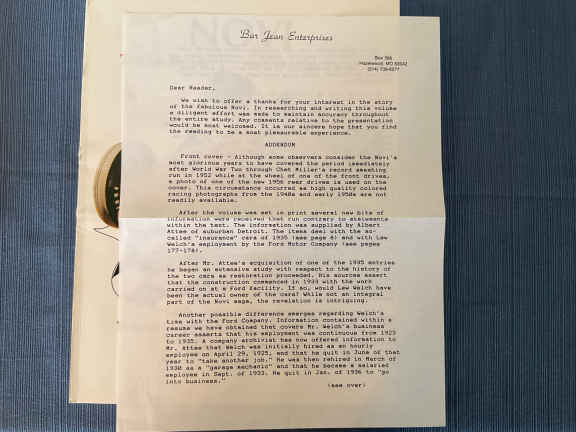 Bar Jean Enterprises
Hazelwood, MO 63042
Dear Reader,
We wish to offer a thanks for your interest in the story
of the fabulous Novi. In researching and writing this volume
a diligent effort was made to maintain accuracy throughout
the entire study. Any comments relative to the presentation
would be most welcomed. It is our sincere hope that you find
the reading to be a most pleasurable experience.
ADDENDUM
Front cover - Although some observers consider the Novi's
most glorious years to have covered the period immediately
after World War Two through Chet Miller's record smashing
run in 1952 while at the wheel of one of the front drives,
a photo of one of the new 1956 rear drives is used on the
cover. This circumstance occurred as high quality colored
racing photographs from the 1940s and early 1950s are not
readily available.
After the volume was set in print several new bits of
information were received that run contrary to statements
within the text. The information was supplied by Albert
Attee of suburban Detroit. The items deal with the so-
called "insurance" cars of 1935 (see page 8) and with Lew
Welch's employment by the Ford Motor Company (see pages
177-178).
After Mr. Attee's acquisition of one of the 1935 entries
he began an extensive study with respect to the history of
the two cars as restoration proceeded. His sources assert
that the construction commenced in 1934 with the work
carried on at a Ford facility. If so, would Lew Welch have
been the actual owner of the cars? While not an integral
part of the Novi saga, the revelation is intriguing.
Another possible difference emerges regarding Welch's
time with the Ford Company. Information contained within a
resume we have obtained that covers Mr. Welch's business
career asserts that his employment was continuous from 1923
to 1935. A company archivist has now offered information to
Mr. Attee that Welch was initially hired as an hourly
employee on April 29, 1925, and that he quit in June of that
year to "take another job." He was then rehired in March of
1930 as a "garage mechanic" and that he became a salaried
employee in Sept. of 1933. He quit in Jan. of 1936 to "go
into business."
(see over)